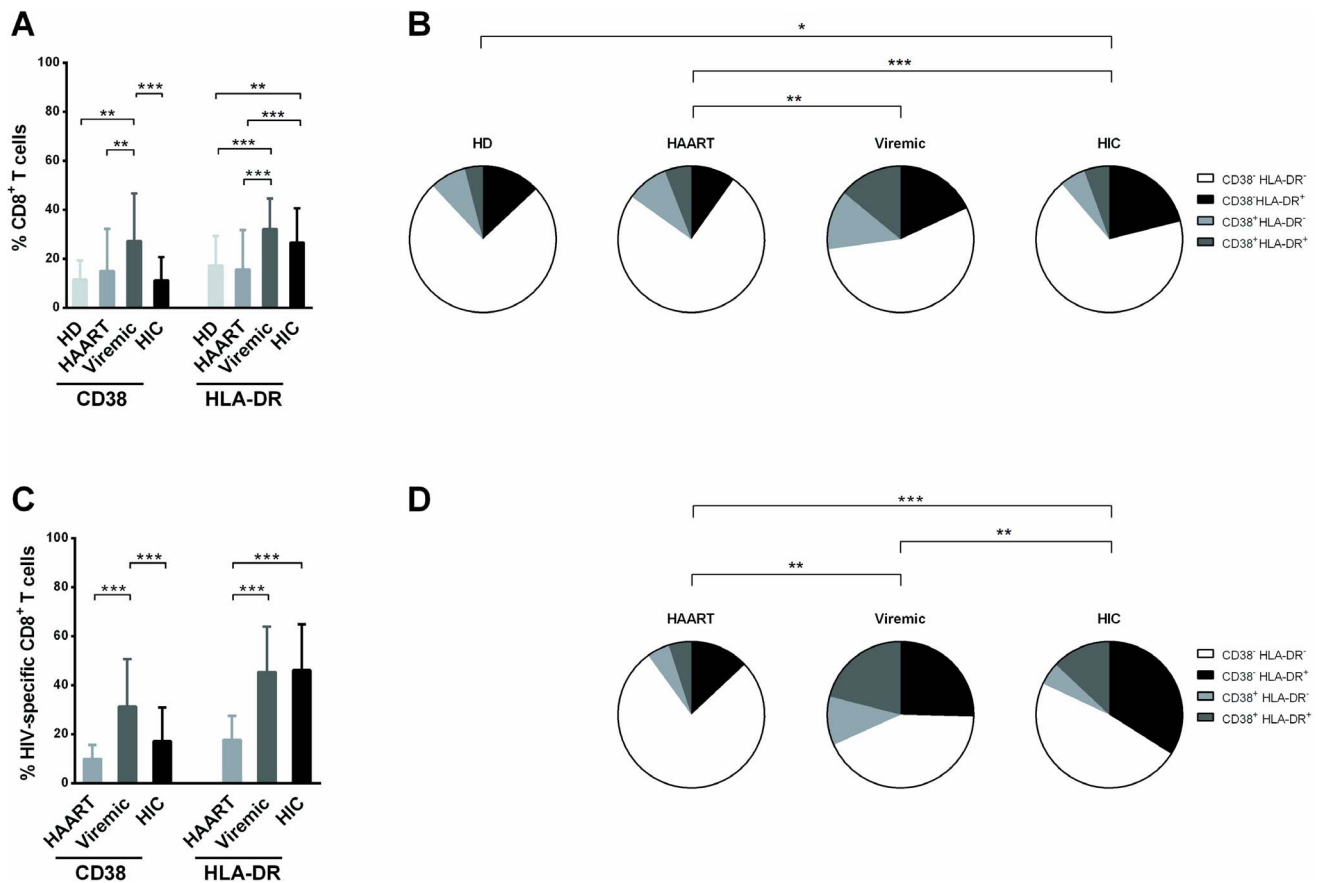 A
% CD8⁺ T cells
100
80
60
40
20
0
**
**
***
**
***
***
***
HD
HAART
Viremic
HIC
HD
HAART
Viremic
HIC
CD38
HLA-DR
B
*
***
**
HD
HAART
Viremic
HIC
CD38⁻ HLA-DR⁻
CD38⁻HLA-DR⁺
CD38⁺HLA-DR⁻
CD38⁺HLA-DR⁺
C
% HIV-specific CD8⁺ T cells
100
80
60
40
20
0
***
***
***
***
HAART
Viremic
HIC
HAART
Viremic
HIC
CD38
HLA-DR
D
***
**
**
HAART
Viremic
HIC
CD38⁻ HLA-DR⁻
CD38⁻ HLA-DR⁺
CD38⁺ HLA-DR⁻
CD38⁺ HLA-DR⁺